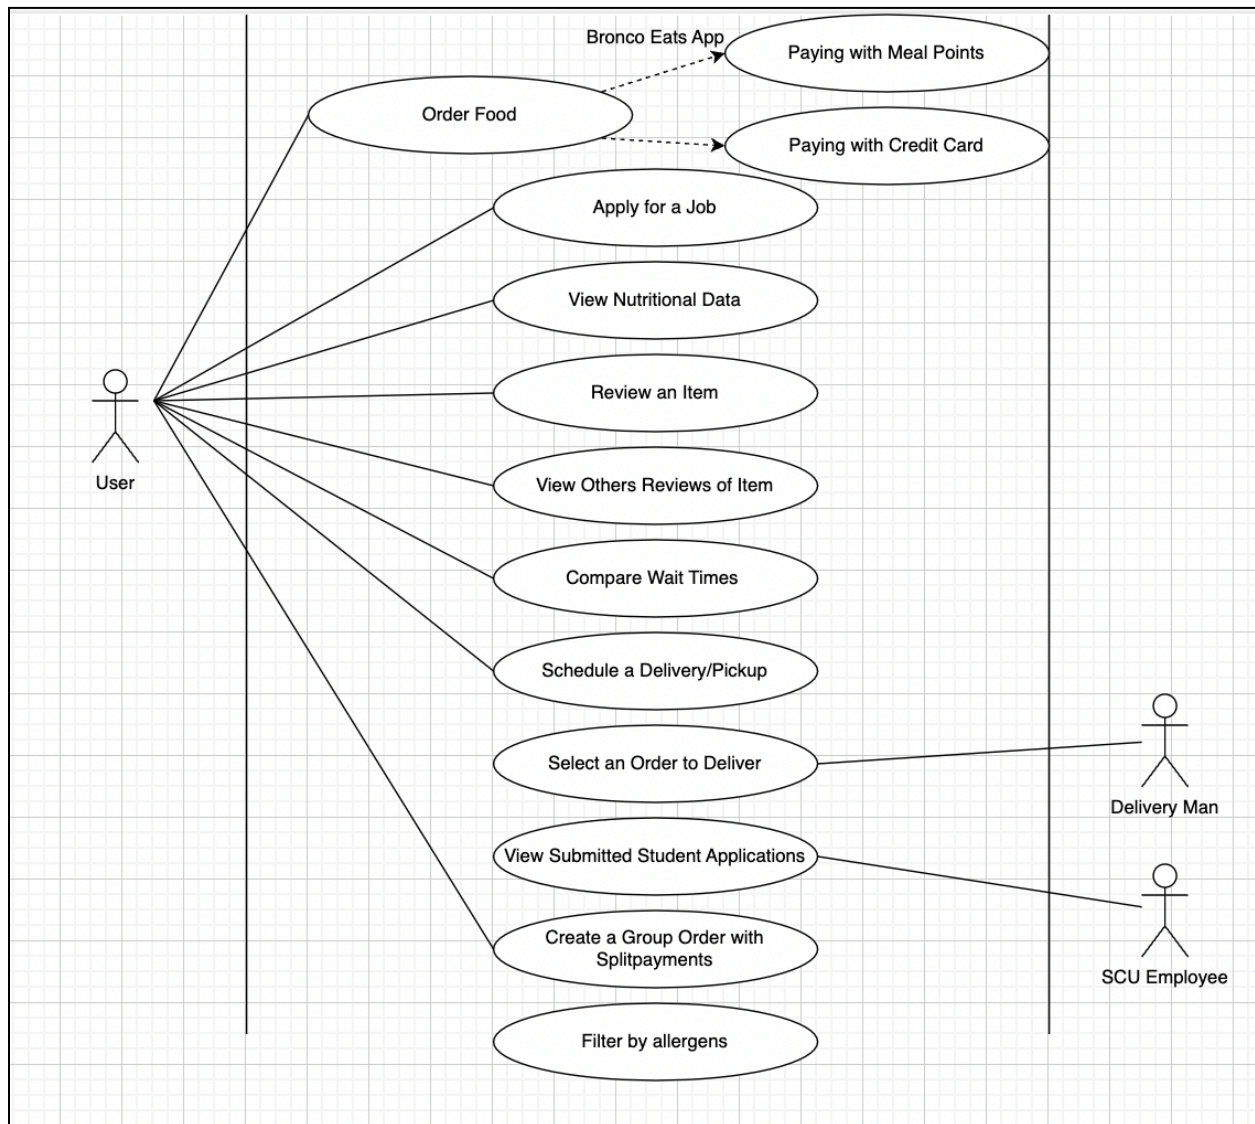 Bronco Eats App
Paying with Meal Points
Order Food
Paying with Credit Card
Apply for a Job
View Nutritional Data
Review an Item
User
View Others Reviews of Item
Compare Wait Times
Schedule a Delivery/Pickup
Select an Order to Deliver
Delivery Man
View Submitted Student Applications
Create a Group Order with
Splitpayments
SCU Employee
Filter by allergens